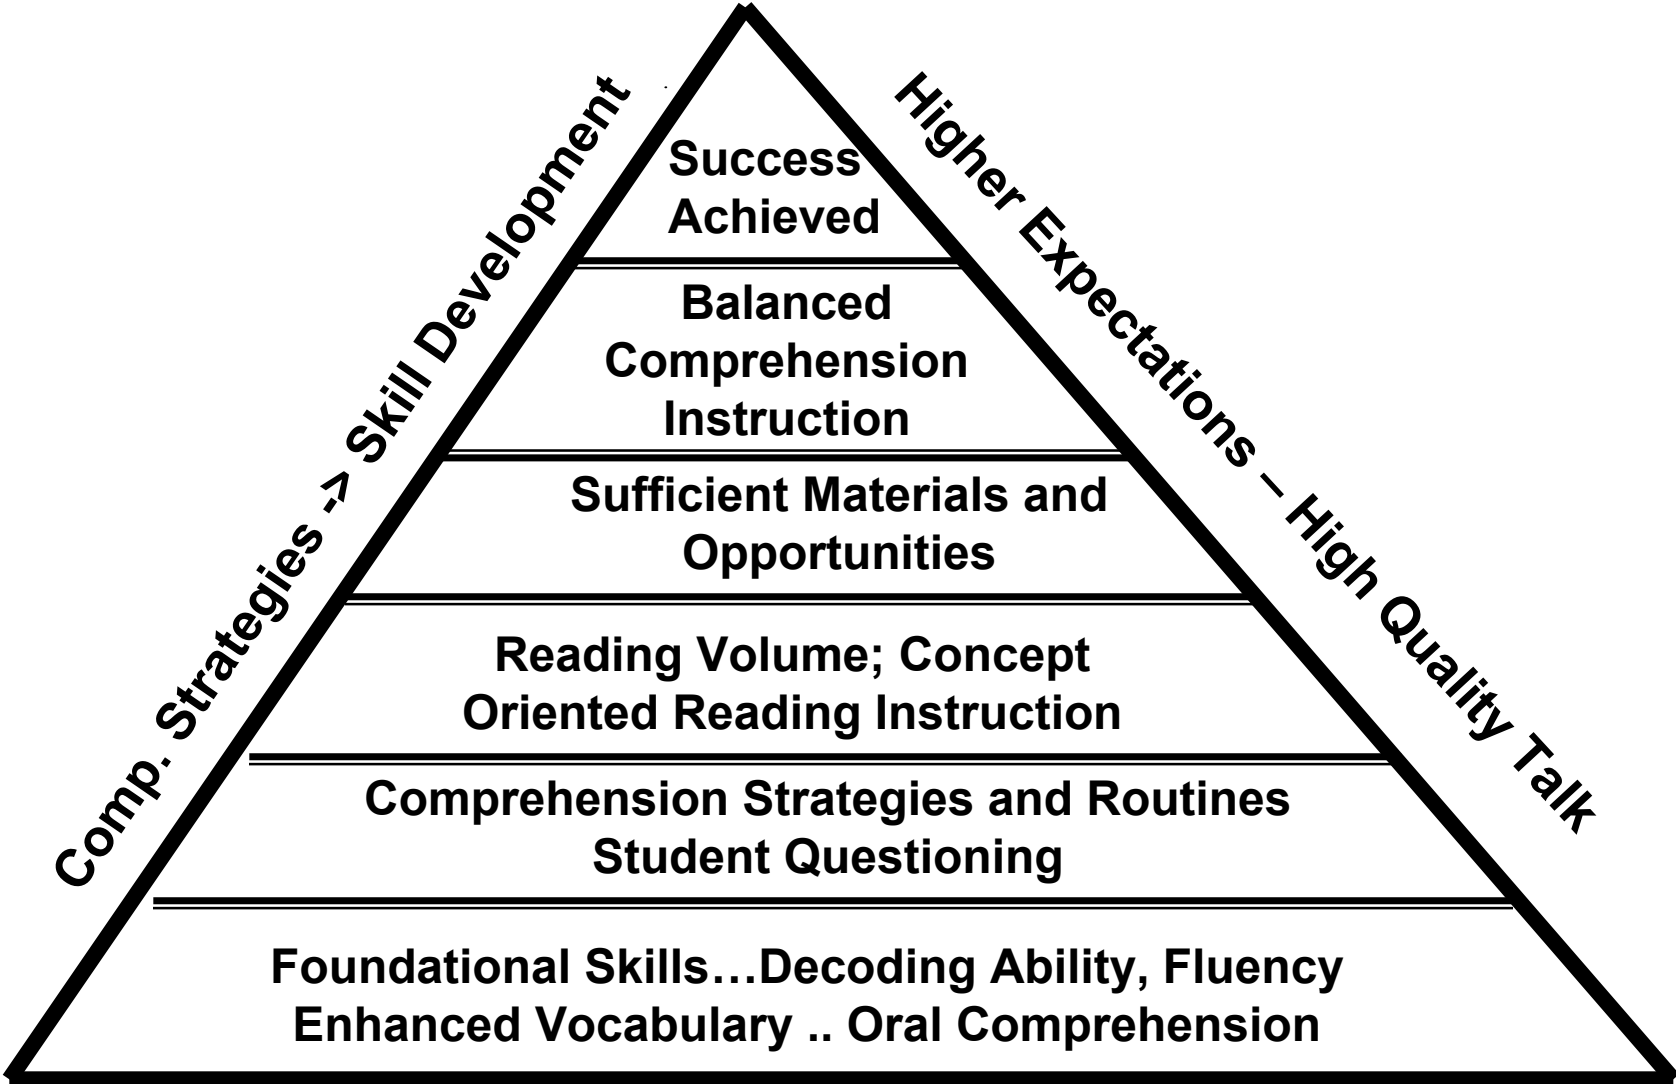 Comp. Strategies -> Skill Development
Higher Expectations – High Quality Talk
Success
Achieved
Balanced
Comprehension
Instruction
Sufficient Materials and
Opportunities
Reading Volume; Concept
Oriented Reading Instruction
Comprehension Strategies and Routines
Student Questioning
Foundational Skills…Decoding Ability, Fluency
Enhanced Vocabulary .. Oral Comprehension